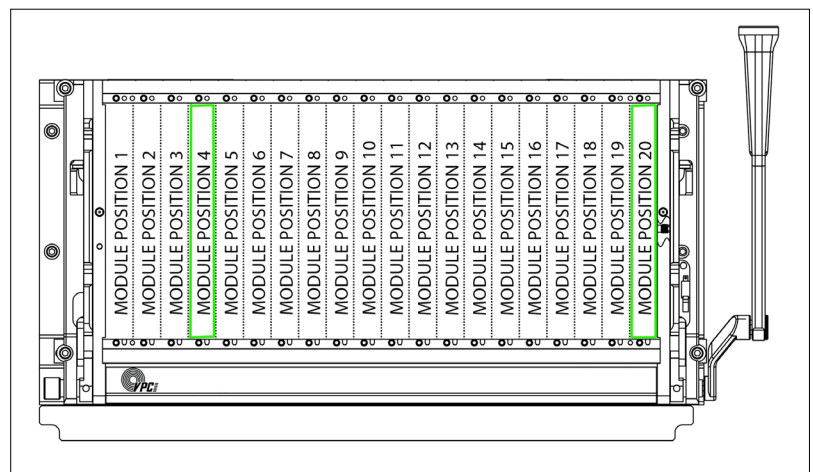 MODULE POSITION 1
MODULE POSITION 2
MODULE POSITION 3
MODULE POSITION 4
MODULE POSITION 5
MODULE POSITION 6
MODULE POSITION 7
MODULE POSITION 8
MODULE POSITION 9
MODULE POSITION 10
MODULE POSITION 11
MODULE POSITION 12
MODULE POSITION 13
MODULE POSITION 14
MODULE POSITION 15
MODULE POSITION 16
MODULE POSITION 17
MODULE POSITION 18
MODULE POSITION 19
MODULE POSITION 20
VPC